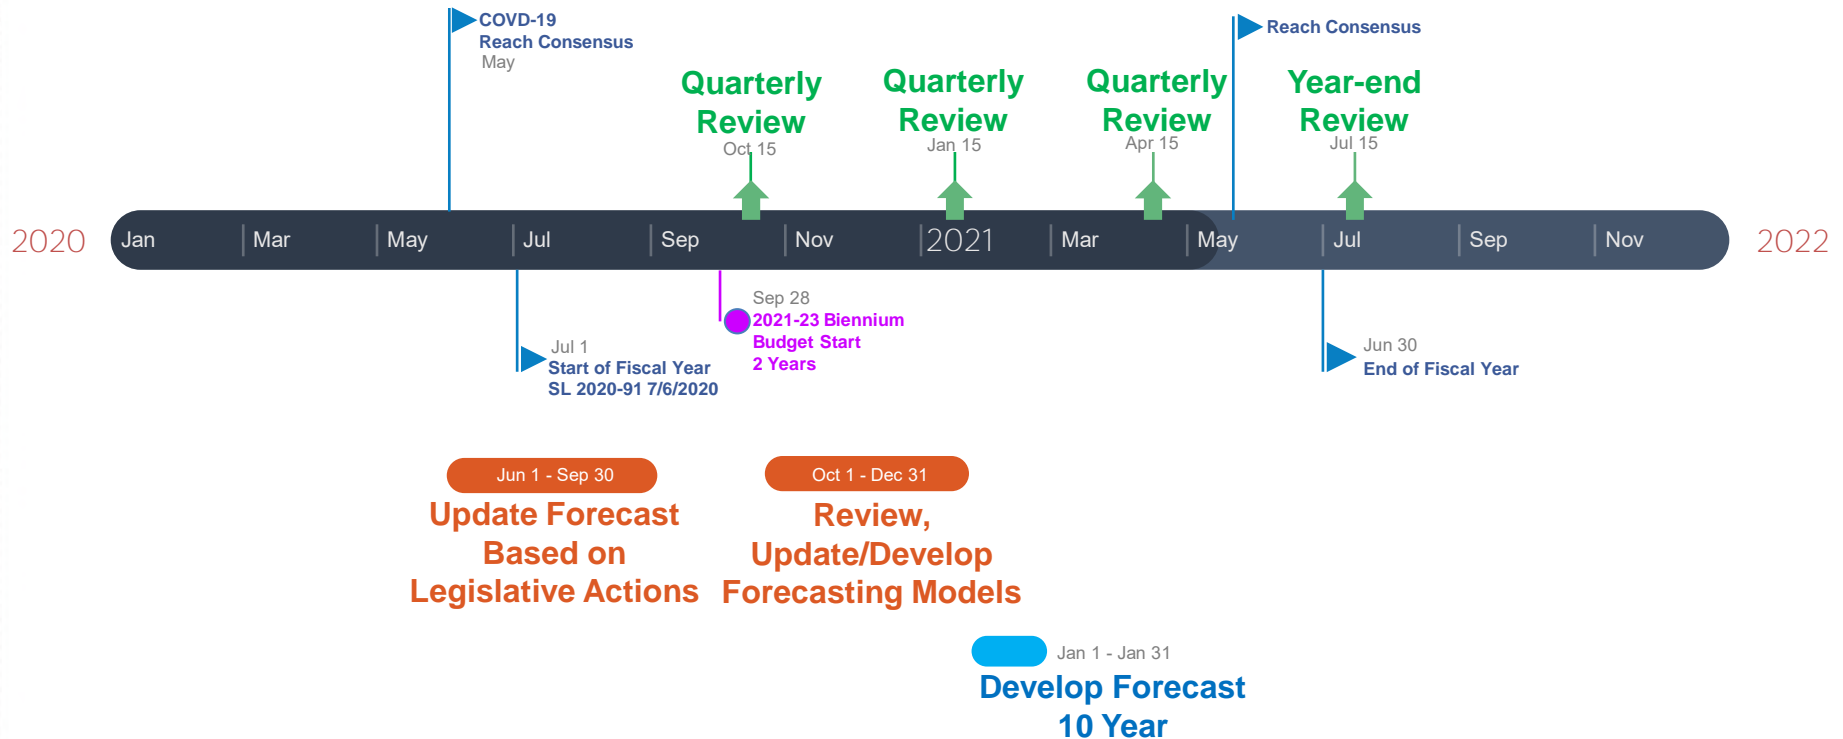 COVD-19
Reach Consensus
May
Reach Consensus
Quarterly
Review
Oct 15
Quarterly
Review
Jan 15
Quarterly
Review
Apr 15
Year-end
Review
Jul 15
2020
Jan
Mar
May
Jul
Sep
Nov
2021
Mar
May
Jul
Sep
Nov
2022
Jul 1
Start of Fiscal Year
SL 2020-91 7/6/2020
Sep 28
2021-23 Biennium
Budget Start
2 Years
Jun 30
End of Fiscal Year
Jun 1 - Sep 30
Update Forecast
Based on
Legislative Actions
Oct 1 - Dec 31
Review,
Update/Develop
Forecasting Models
Jan 1 - Jan 31
Develop Forecast
10 Year